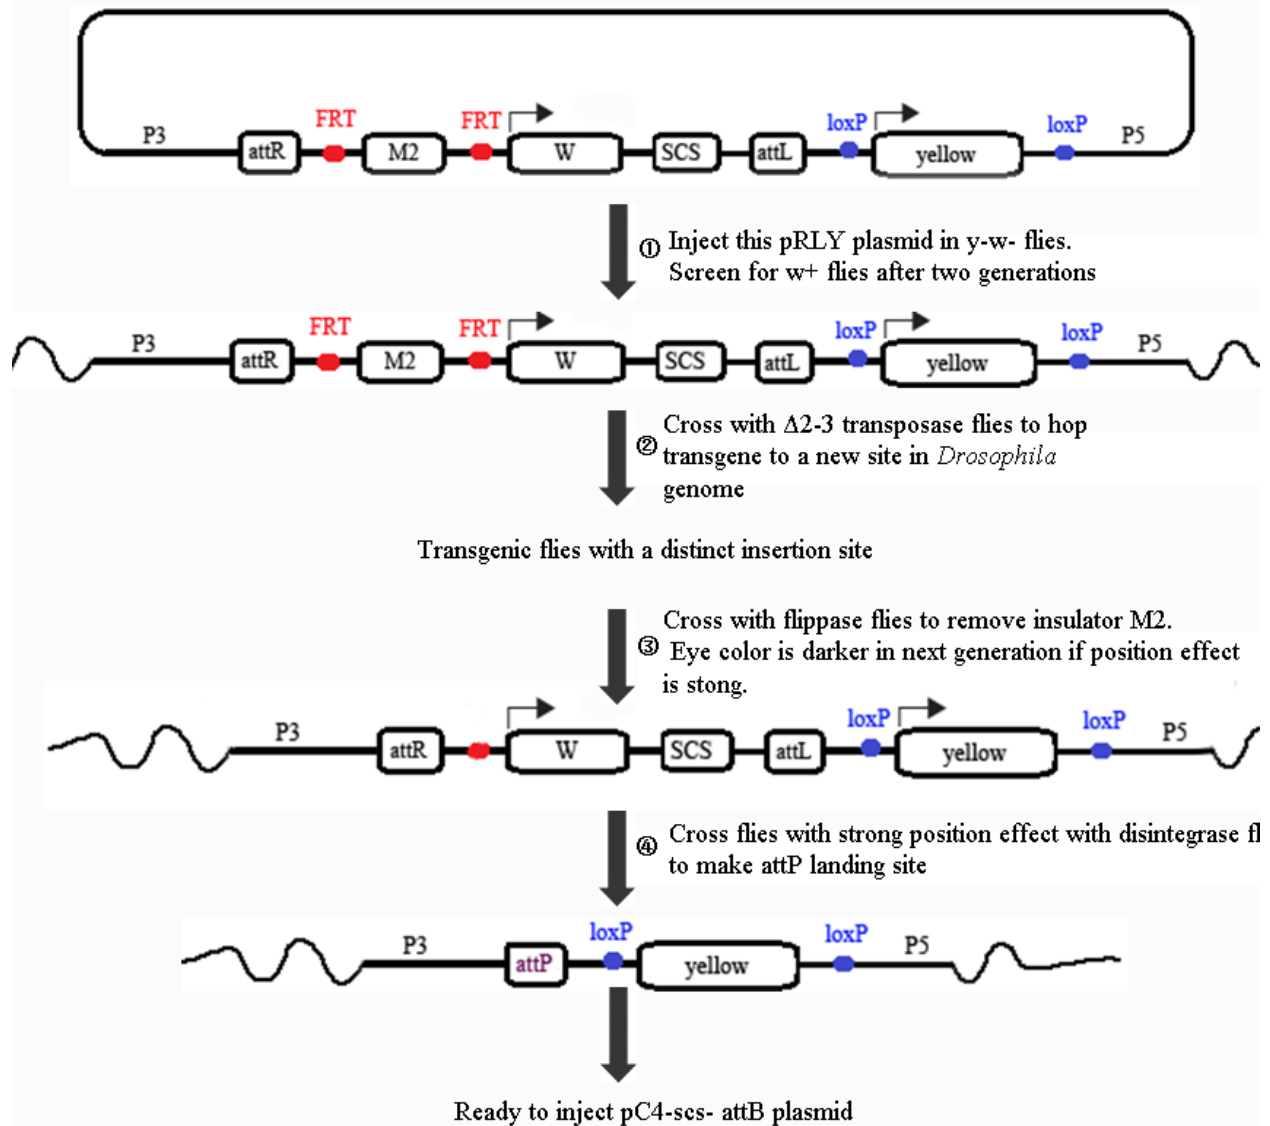 FRT
FRT
loxP
loxP
P3
attR
M2
W
SCS
attL
yellow
P5
① Inject this pRLY plasmid in y-w- flies.
Screen for w+ flies after two generations
FRT
FRT
loxP
loxP
P3
attR
M2
W
SCS
attL
yellow
P5
② Cross with Δ2-3 transposase flies to hop
transgene to a new site in Drosophila
genome
Transgenic flies with a distinct insertion site
③ Cross with flippase flies to remove insulator M2.
Eye color is darker in next generation if position effect
is stong.
loxP
loxP
P3
attR
W
SCS
attL
yellow
P5
④ Cross flies with strong position effect with disintegrase fl
to make attP landing site
loxP
loxP
P3
attP
yellow
P5
Ready to inject pC4-scs- attB plasmid